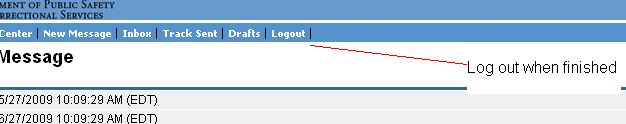 MENT OF PUBLIC SAFETY
RRECTIONAL SERVICES
Center | New Message | Inbox | Track Sent | Drafts | Logout |
Message
Log out when finished
5/27/2009 10:09:29 AM (EDT)
6/27/2009 10:09:29 AM (EDT)